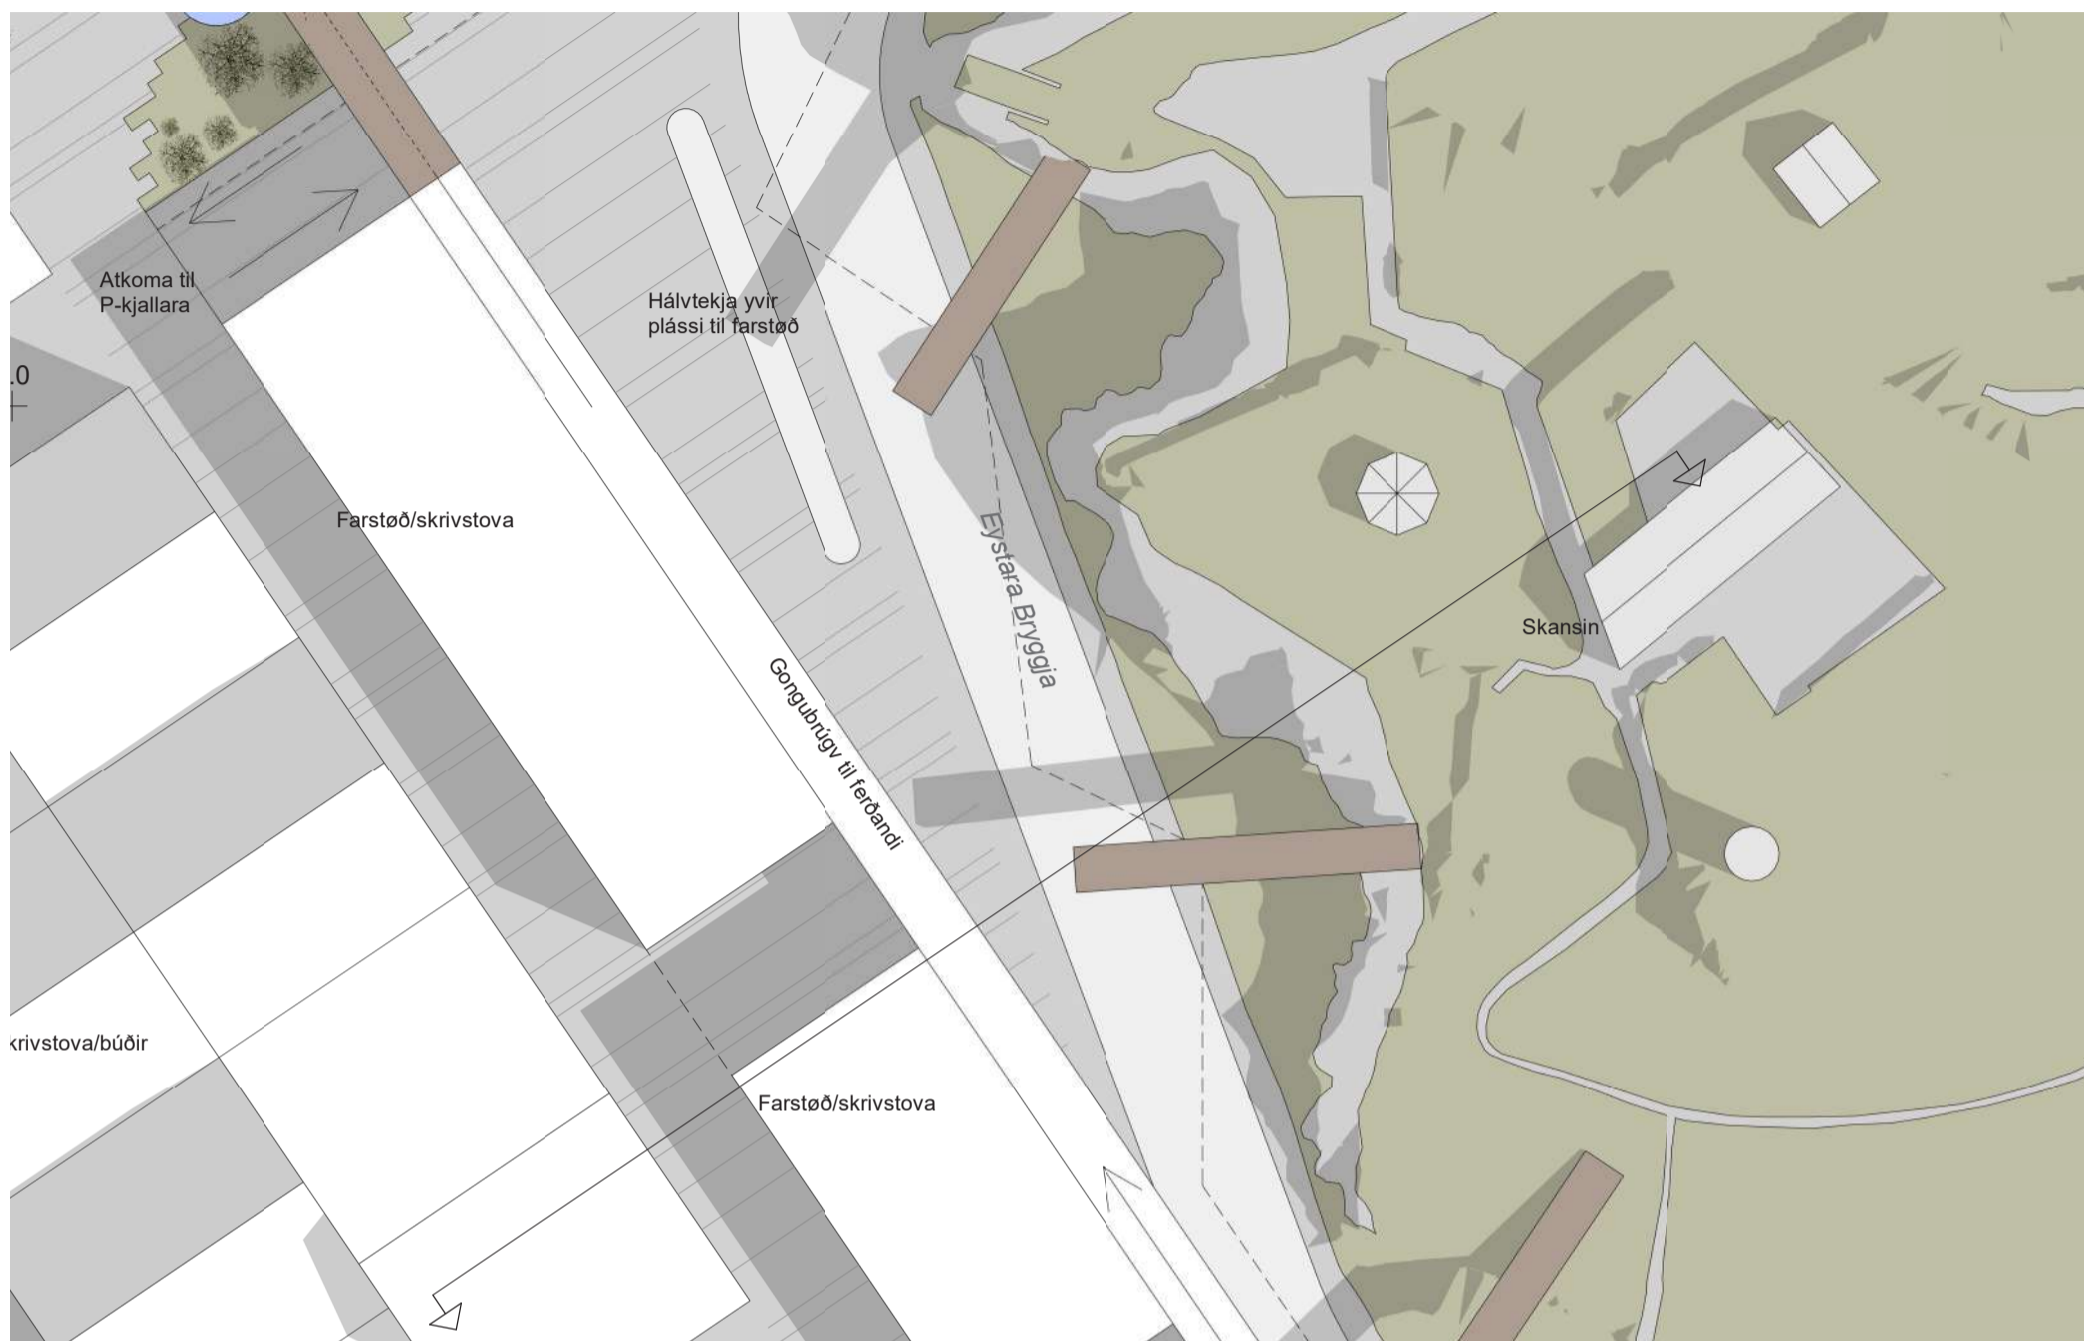 Atkoma til
P-kjallara
Hálvtekja yvir
plássi til farstøð
.0
Farstøð/skrivstova
Eystara Bryggja
Skansin
Gongubrúgv til ferðandi
krivstova/búðir
Farstøð/skrivstova